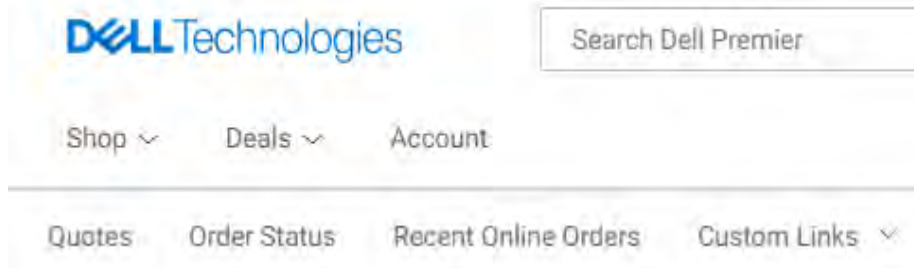 DELLTechnologies Search Dell Premier
Shop Deals Account
Quotes Order Status Recent Online Orders Custom Links